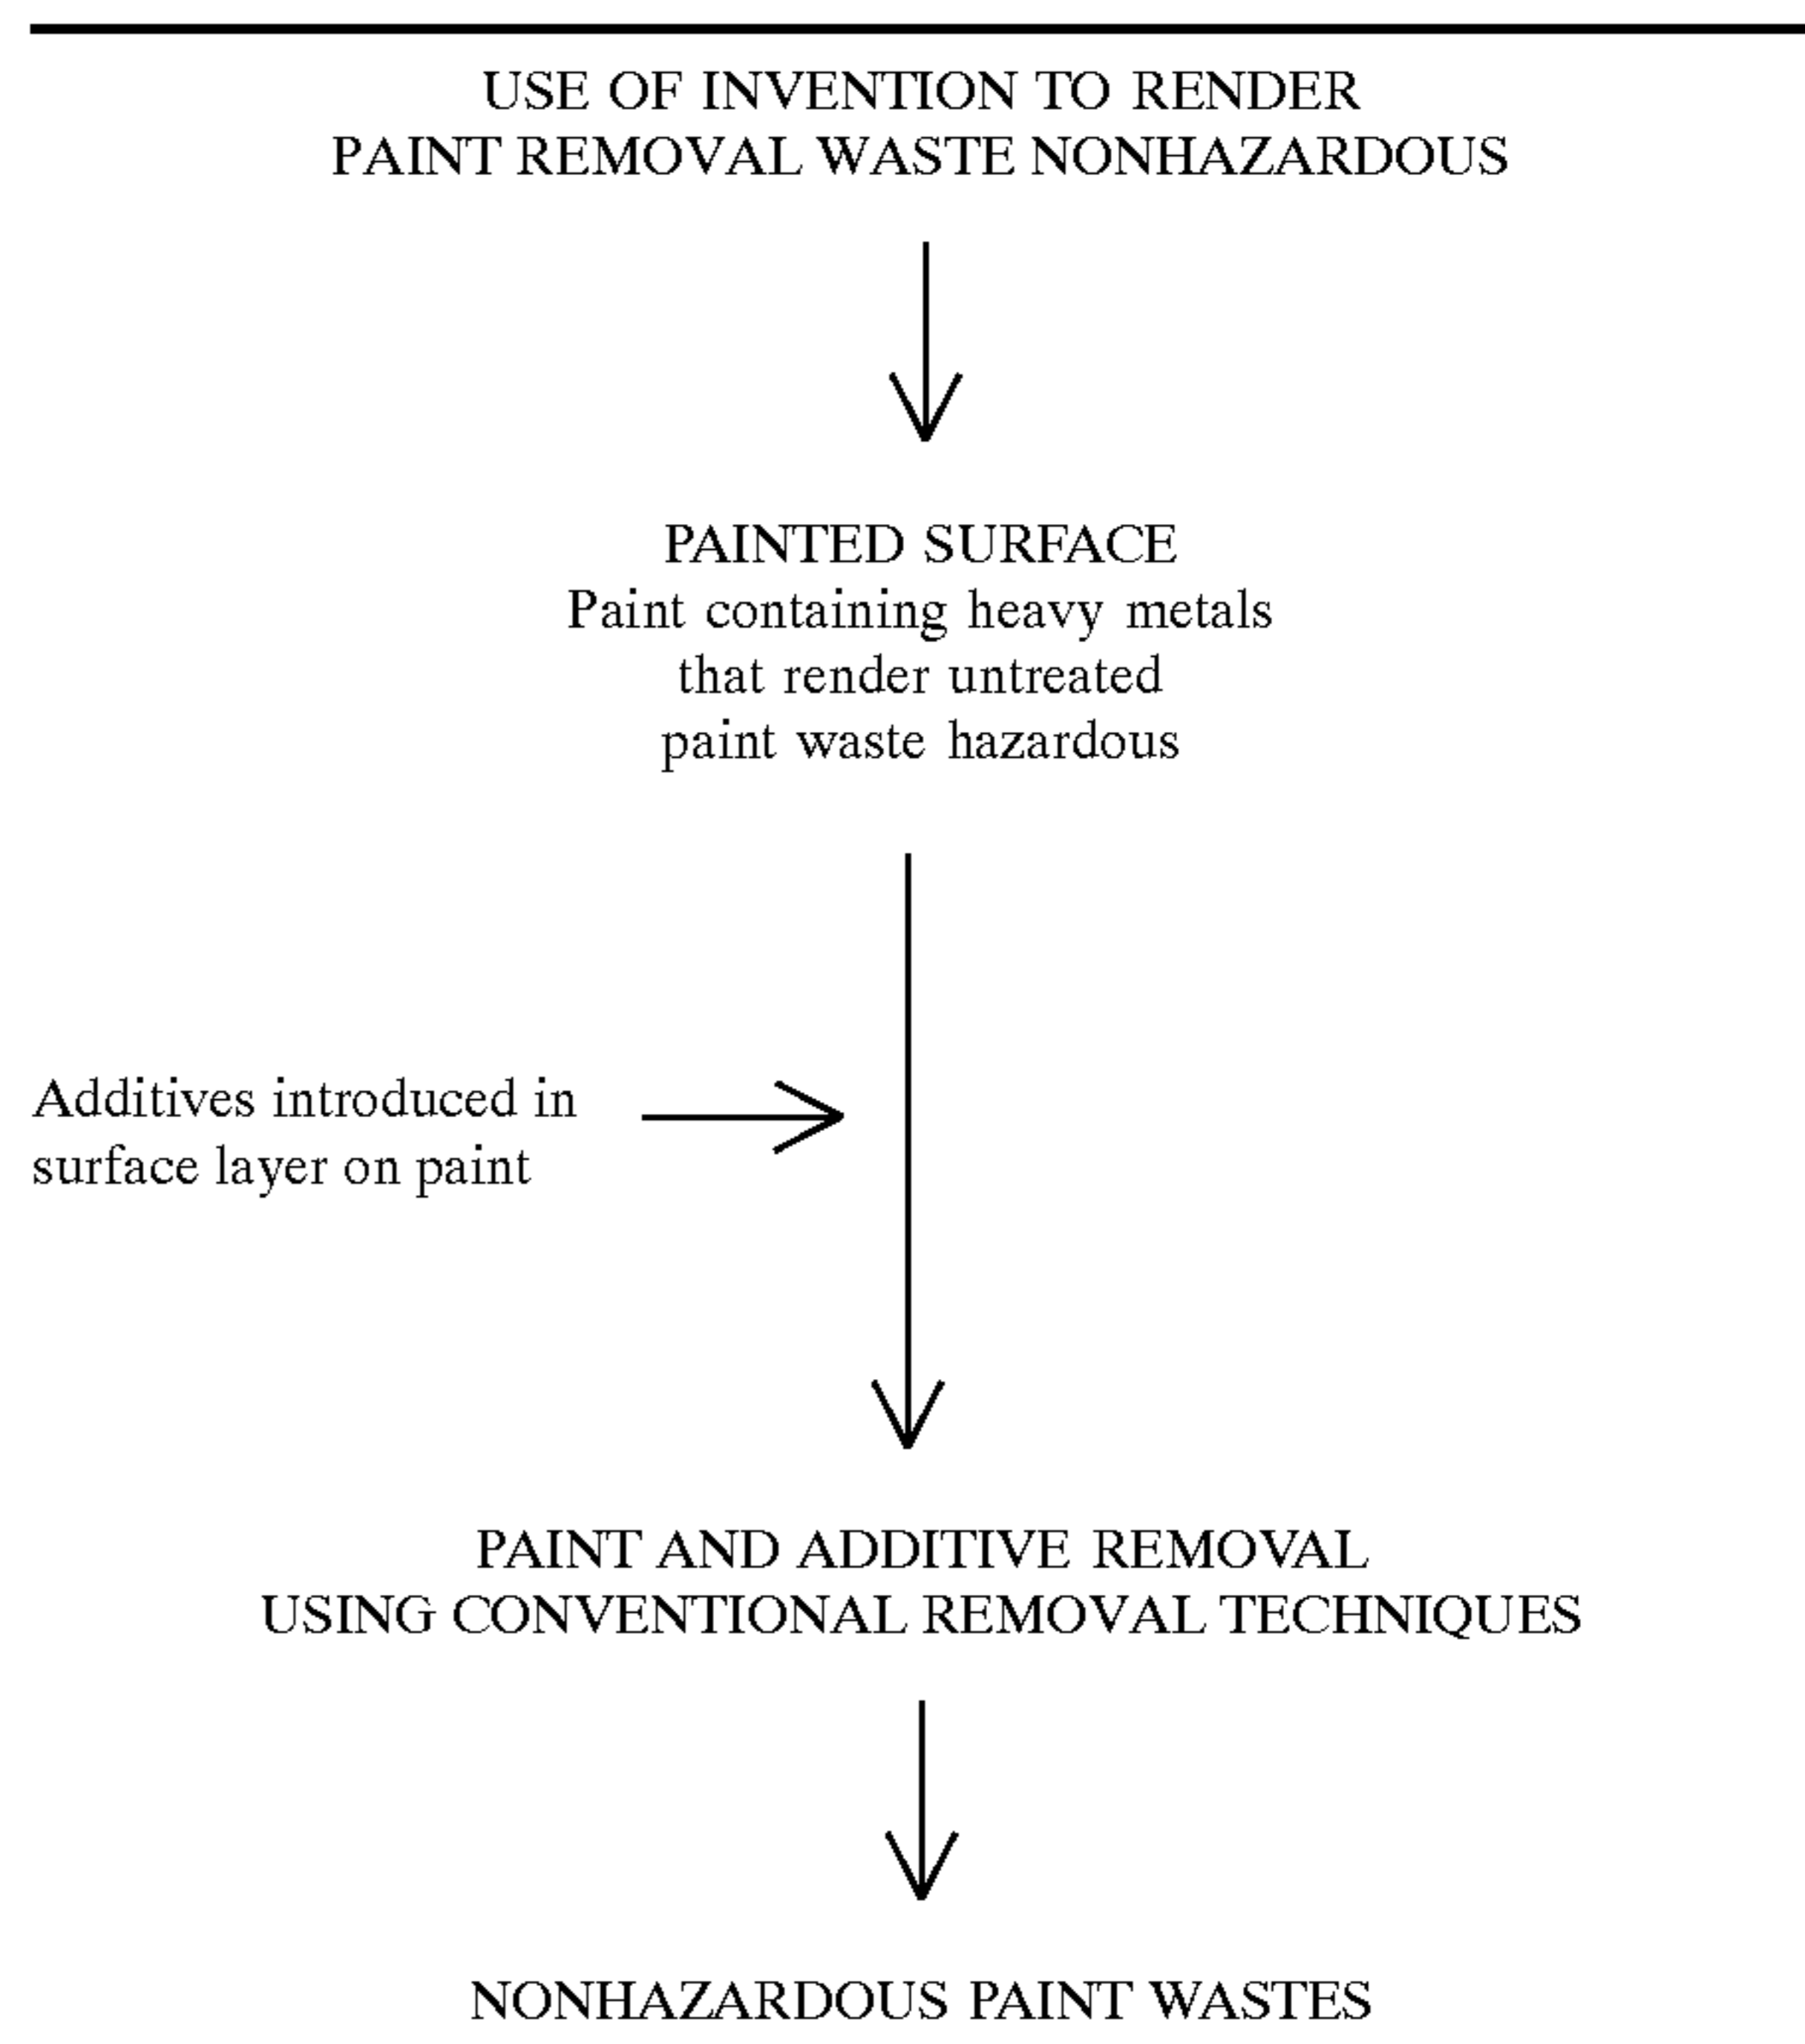 USE OF INVENTION TO RENDER
PAINT REMOVAL WASTE NONHAZARDOUS
PAINTED SURFACE
Paint containing heavy metals
that render untreated
paint waste hazardous
Additives introduced in
surface layer on paint
PAINT AND ADDITIVE REMOVAL
USING CONVENTIONAL REMOVAL TECHNIQUES
NONHAZARDOUS PAINT WASTES